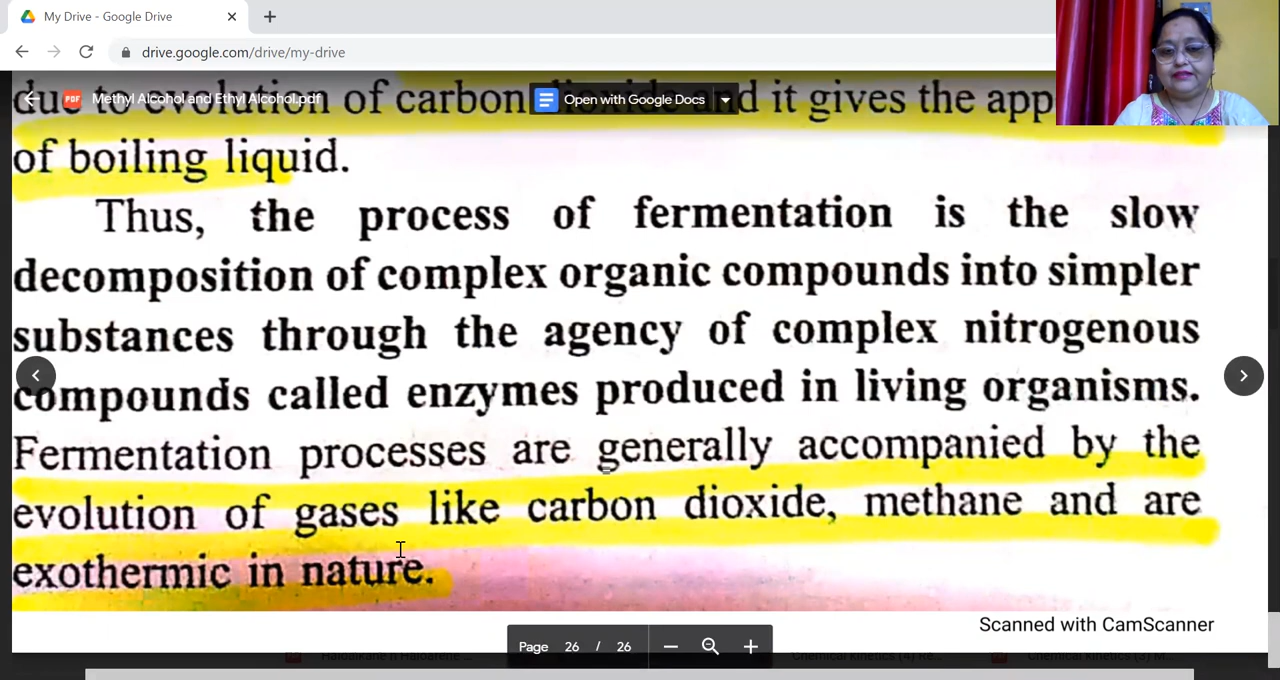 My Drive - Google Drive
drive.google.com/drive/my-drive
PDF Methyl Alcohol and Ethyl Alcohol.pdf
Open with Google Docs
due to evolution of carbon dioxide and it gives the app
of boiling liquid.
Thus, the process of fermentation is the slow
decomposition of complex organic compounds into simpler
substances through the agency of complex nitrogenous
compounds called enzymes produced in living organisms.
Fermentation processes are generally accompanied by the
evolution of gases like carbon dioxide, methane and are
exothermic in nature.
Scanned with CamScanner
Page 26 / 26